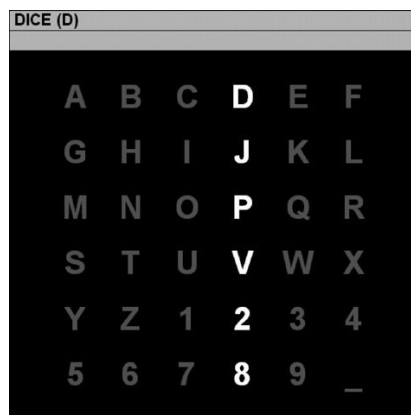 DICE (D)
A B C D E F
G H I J K L
M N O P Q R
S T U V W X
Y Z 1 2 3 4
5 6 7 8 9 _